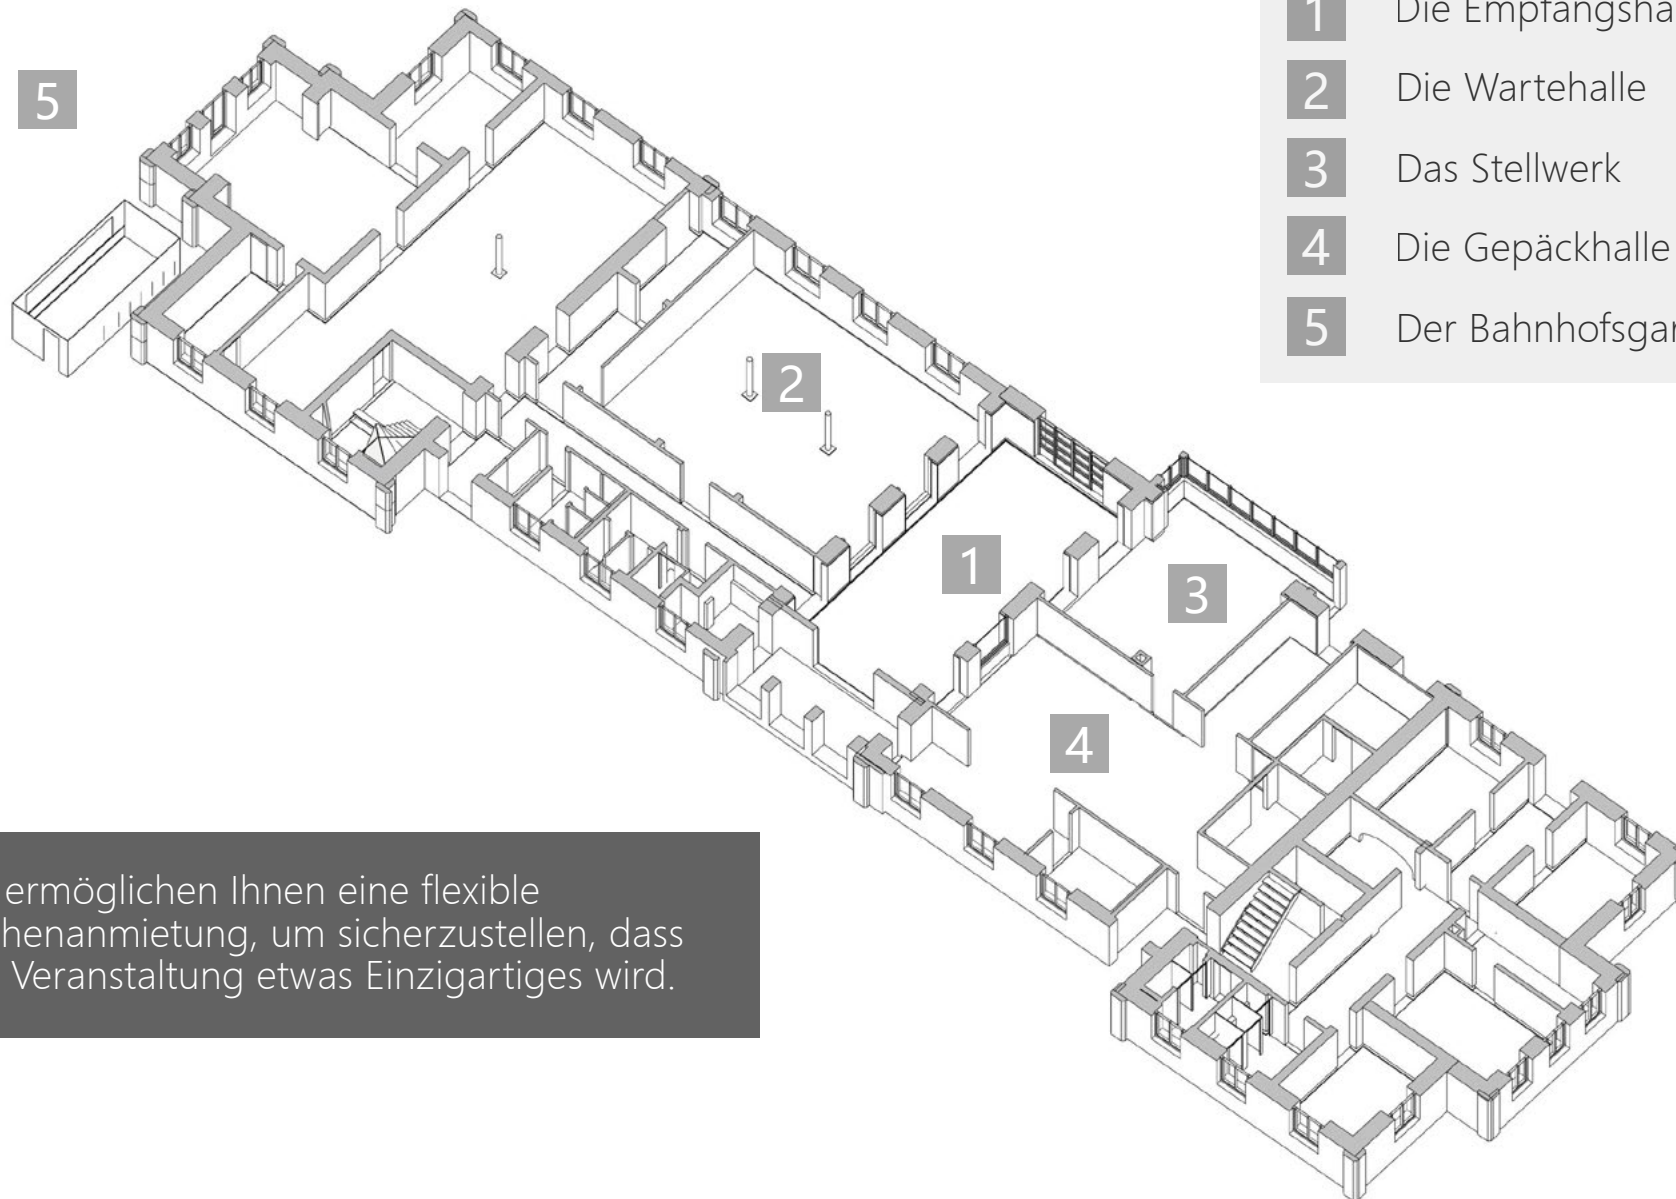 5
1 Die Empfangsha
2 Die Wartehalle
3 Das Stellwerk
4 Die Gepäckhalle
5 Der Bahnhofsgar
2
1
3
4
ermöglichen Ihnen eine flexible
henanmietung, um sicherzustellen, dass
Veranstaltung etwas Einzigartiges wird.